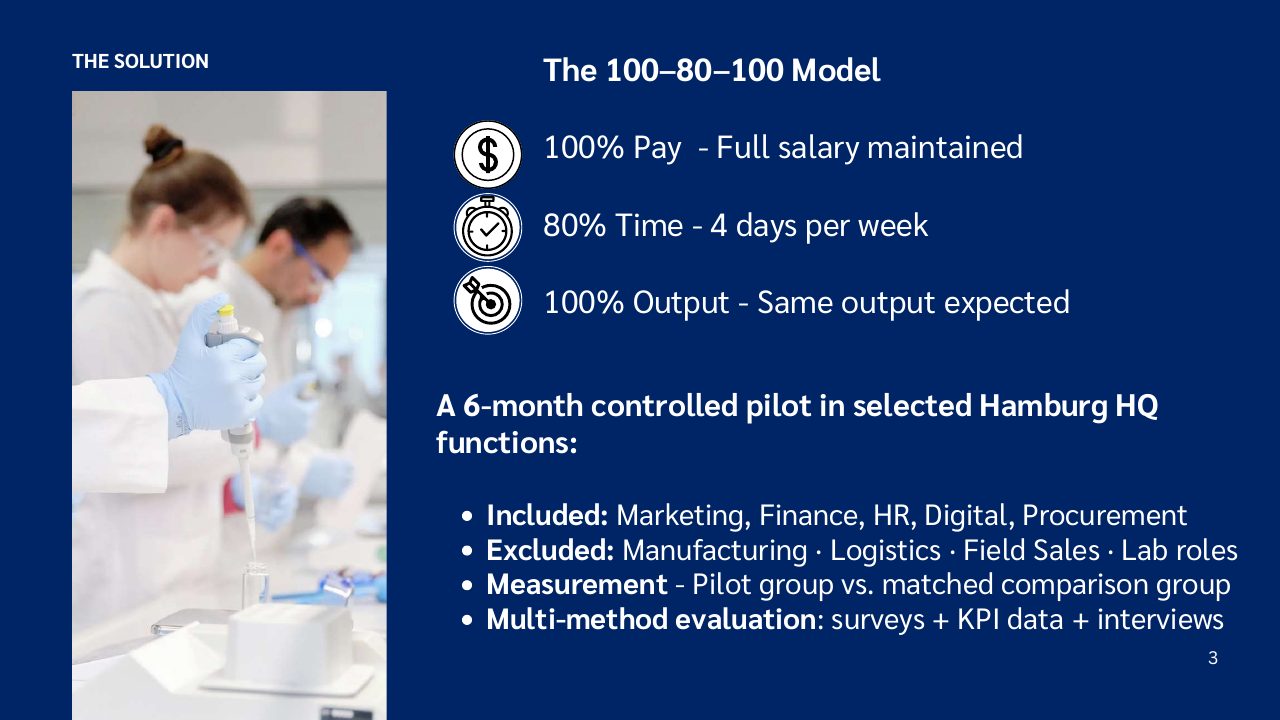 THE SOLUTION
The 100–80–100 Model
$
100% Pay  - Full salary maintained
80% Time - 4 days per week
100% Output - Same output expected
A 6-month controlled pilot in selected Hamburg HQ
functions:
• Included: Marketing, Finance, HR, Digital, Procurement
• Excluded: Manufacturing · Logistics · Field Sales · Lab roles
• Measurement - Pilot group vs. matched comparison group
• Multi-method evaluation: surveys + KPI data + interviews
3